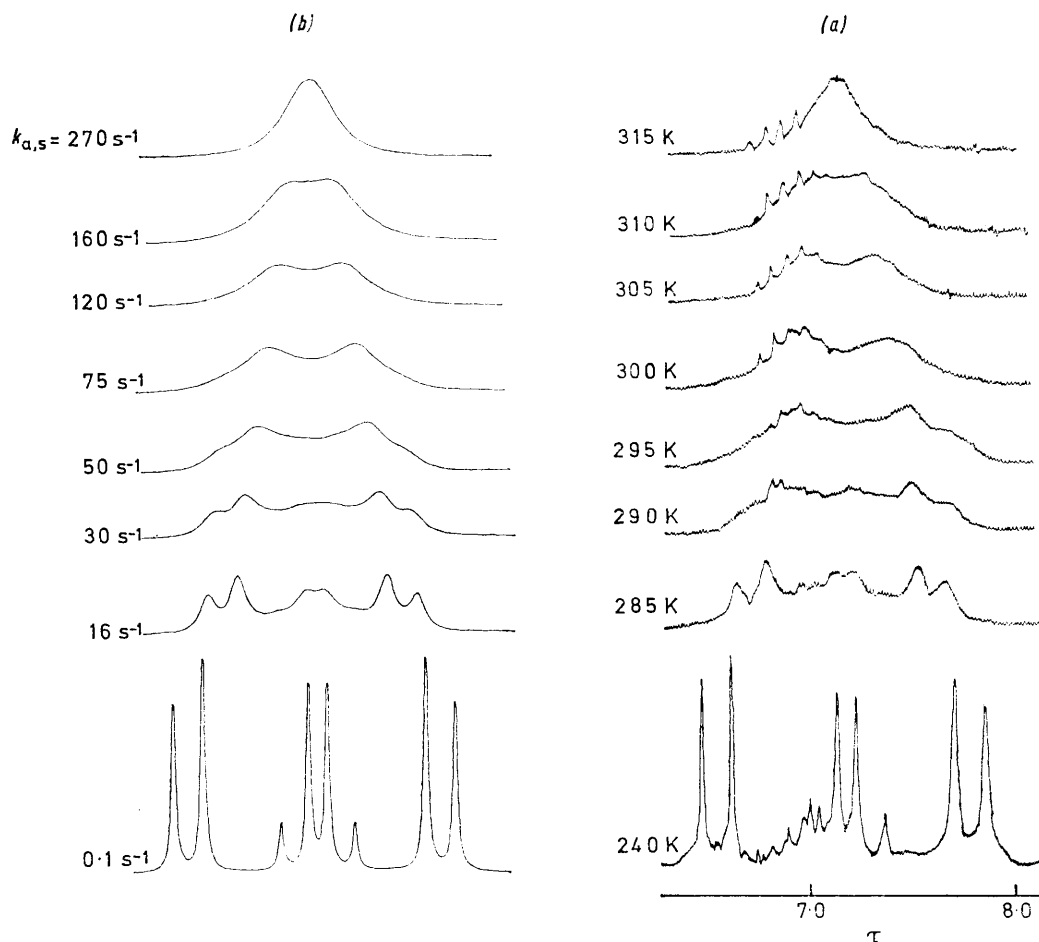 (b) (a)
k a,s = 270 s-1 315 K
160 s-1 310 K
120 s-1 305 K
75 s-1 300 K
50 s-1 295 K
30 s-1 290 K
16 s-1 285 K
0·1 s-1 240 K
7·0 8·0
τ